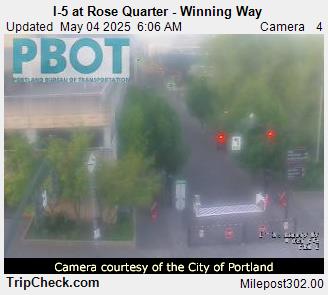 I-5 at Rose Quarter - Winning Way
Updated May 04 2025 6:06 AM Camera 4
PBOT
PORTLAND BUREAU OF TRANSPORTATION
Camera courtesy of the City of Portland
TripCheck.com Milepost302.00